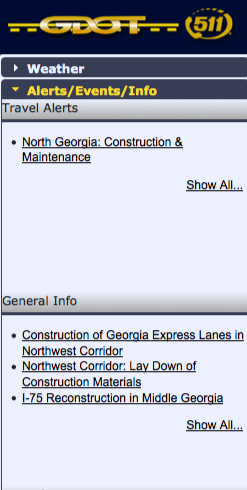 GDOT 511
Weather
Alerts/Events/Info
Travel Alerts
North Georgia: Construction &
Maintenance
Show All...
General Info
Construction of Georgia Express Lanes in
Northwest Corridor
Northwest Corridor: Lay Down of
Construction Materials
I-75 Reconstruction in Middle Georgia
Show All...